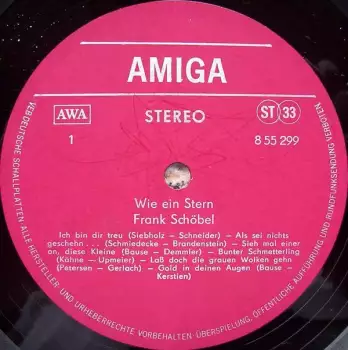 AMIGA
AWA
STEREO
ST 33
1
8 55 299
Wie ein Stern
Frank Schöbel
Ich bin dir treu (Siebholz – Schneider) – Als sei nichts
geschehn . . . (Schmiedecke – Brandenstein) – Sieh mal einer
an, diese Kleine (Bause – Demmler) – Bunter Schmetterling
(Kähne – Upmeier) – Laß doch die grauen Wolken gehn
(Petersen – Gerlach) – Gold in deinen Augen (Bause –
Kerstien)
VEB DEUTSCHE SCHALLPLATTEN. ALLE HERSTELLER- UND URHEBERRECHTE VORBEHALTEN. ÜBERSPIELUNG, ÖFFENTLICHE AUFFÜHRUNG UND RUNDFUNKSENDUNG VERBOTEN.